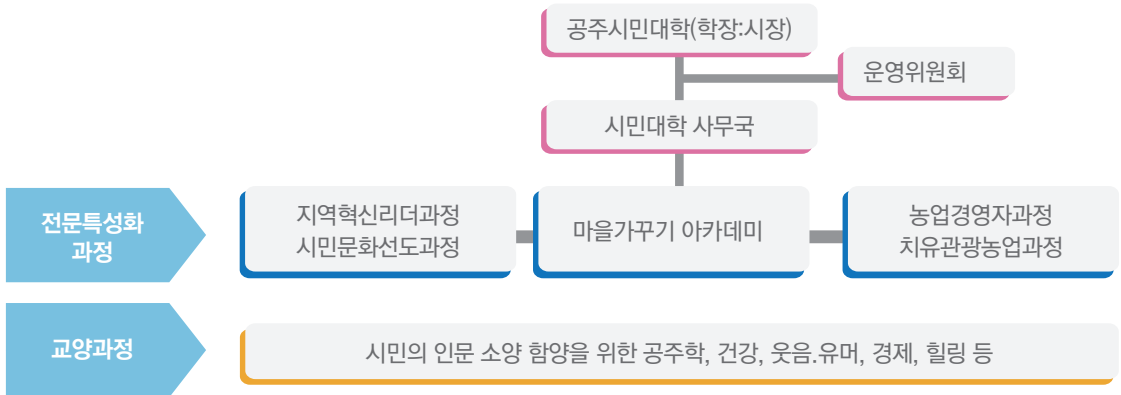 공주시민대학(학장:시장)
운영위원회
시민대학 사무국
전문특성화
과정
지역혁신리더과정
시민문화선도과정
마을가꾸기 아카데미
농업경영자과정
치유관광농업과정
교양과정
시민의 인문 소양 함양을 위한 공주학, 건강, 웃음.유머, 경제, 힐링 등